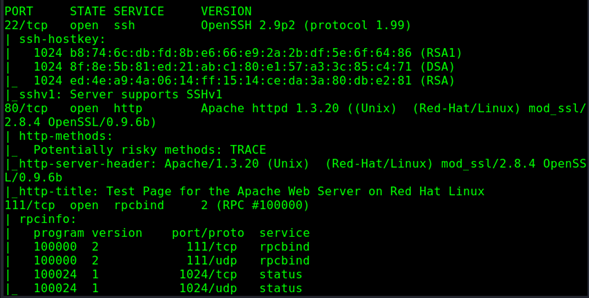 PORT     STATE SERVICE     VERSION
22/tcp   open  ssh         OpenSSH 2.9p2 (protocol 1.99)
| ssh-hostkey:
|   1024 b8:74:6c:db:fd:8b:e6:66:e9:2a:2b:df:5e:6f:64:86 (RSA1)
|   1024 8f:8e:5b:81:ed:21:ab:c1:80:e1:57:a3:3c:85:c4:71 (DSA)
|_  1024 ed:4e:a9:4a:06:14:ff:15:14:ce:da:3a:80:db:e2:81 (RSA)
|_sshv1: Server supports SSHv1
80/tcp   open  http        Apache httpd 1.3.20 ((Unix)  (Red-Hat/Linux) mod_ssl/
2.8.4 OpenSSL/0.9.6b)
| http-methods:
|_  Potentially risky methods: TRACE
|_http-server-header: Apache/1.3.20 (Unix)  (Red-Hat/Linux) mod_ssl/2.8.4 OpenSS
L/0.9.6b
|_http-title: Test Page for the Apache Web Server on Red Hat Linux
111/tcp  open  rpcbind     2 (RPC #100000)
| rpcinfo:
|   program version    port/proto  service
|   100000  2            111/tcp   rpcbind
|   100000  2            111/udp   rpcbind
|   100024  1           1024/tcp   status
|_  100024  1           1024/udp   status